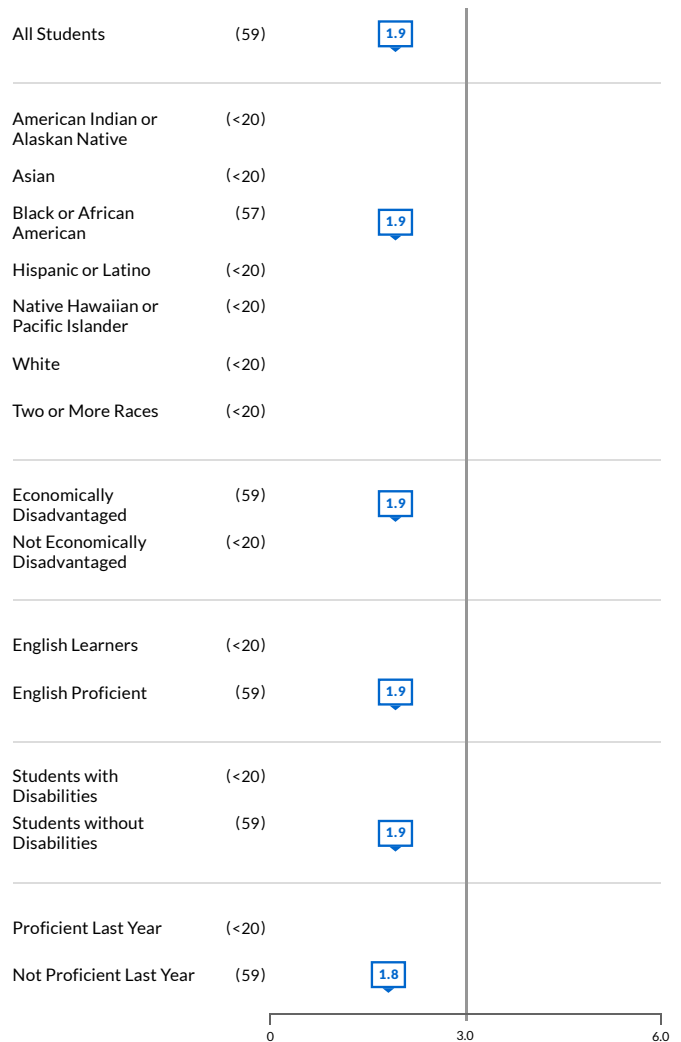 All Students (59) 1.9
American Indian or (<20)
Alaskan Native
Asian (<20)
Black or African (57) 1.9
American
Hispanic or Latino (<20)
Native Hawaiian or (<20)
Pacific Islander
White (<20)
Two or More Races (<20)
Economically (59) 1.9
Disadvantaged
Not Economically (<20)
Disadvantaged
English Learners (<20)
English Proficient (59) 1.9
Students with (<20)
Disabilities
Students without (59) 1.9
Disabilities
Proficient Last Year (<20)
Not Proficient Last Year (59) 1.8
0 3.0 6.0